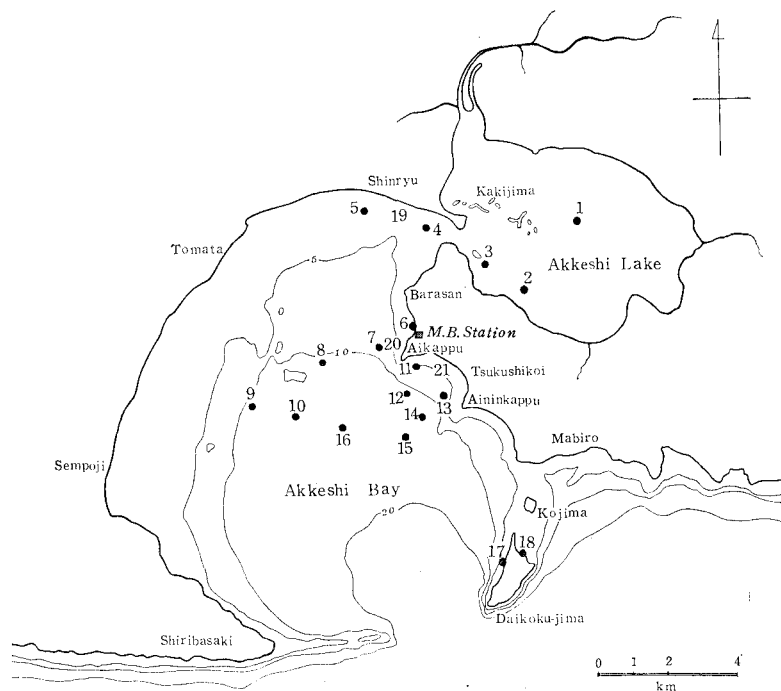 Shinryu
Kakijima
1
5
19
4
Tomata
3
Akkeshi Lake
5
2
Barasan
6
M.B. Station
7
20
Aikappu
8
10
11
21
Tsukushikoi
9
10
12
13
Aininkappu
14
16
15
Mabiro
Sempoji
Akkeshi Bay
20
Kojima
17
18
Daikoku-jima
Shiribasaki
0 2 4
km